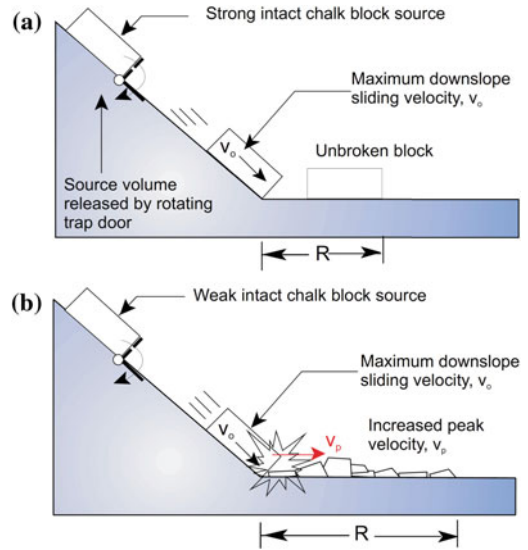 (a)
Strong intact chalk block source
Maximum downslope
sliding velocity, vₒ
vₒ
Unbroken block
Source volume
released by rotating
trap door
R
(b)
Weak intact chalk block source
Maximum downslope
sliding velocity, vₒ
vₒ
vₚ
Increased peak
velocity, vₚ
R